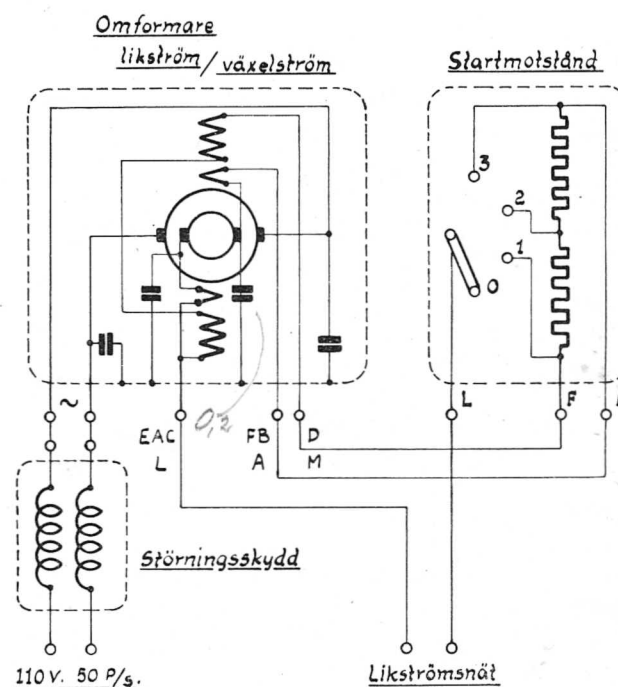 Omformare
likström/växelström
Startmotstånd
3
2
1
0
~
EAC
L
0,2
FB
A
D
M
L
F
Störningsskydd
110 V. 50 P/s.
Likströmsnät